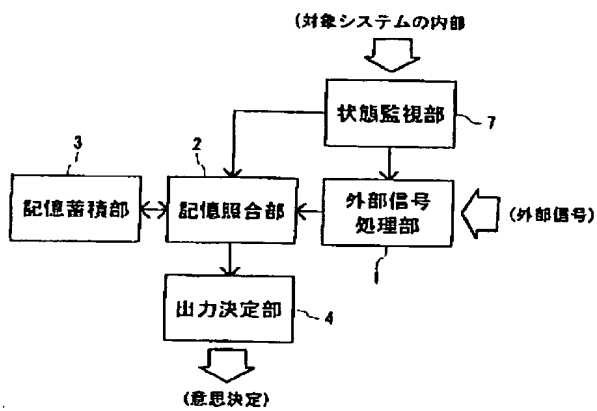 (対象システムの内部
状態監視部
7
3
2
記憶蓄積部
記憶照合部
外部信号
処理部
(外部信号)
1
出力決定部
4
(意思決定)